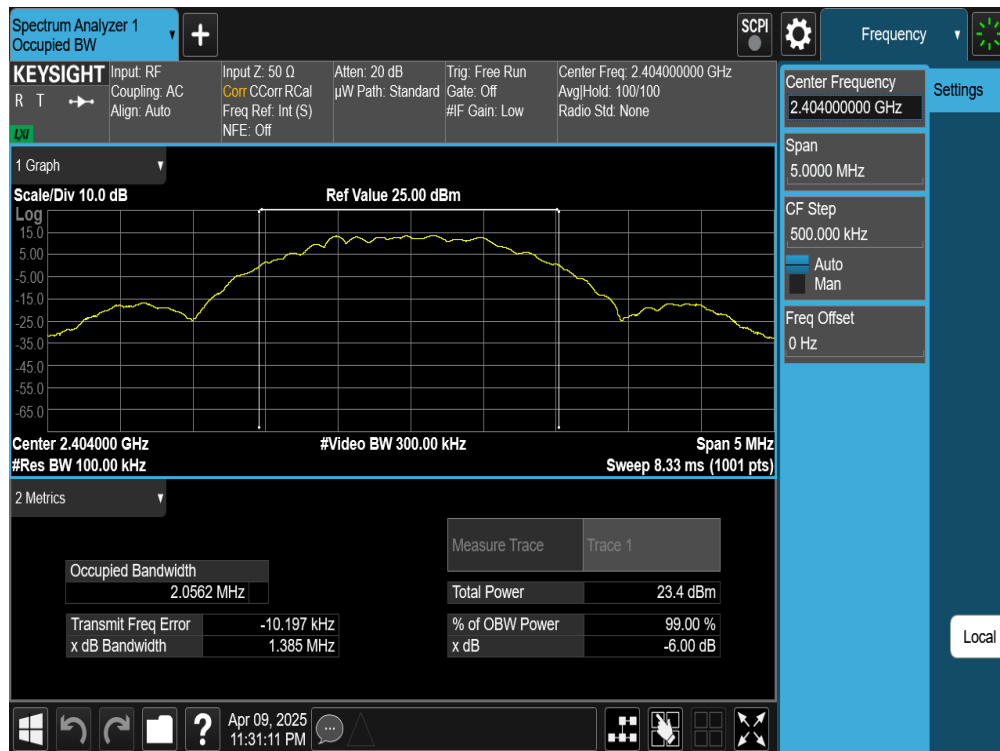 Spectrum Analyzer 1
Occupied BW
+
SCPI
Frequency
KEYSIGHT
R T
LXI
Input: RF
Coupling: AC
Align: Auto
Input Z: 50 Ω
Corr CCorr RCal
Freq Ref: Int (S)
NFE: Off
Atten: 20 dB
µW Path: Standard
Trig: Free Run
Gate: Off
#IF Gain: Low
Center Freq: 2.404000000 GHz
Avg|Hold: 100/100
Radio Std: None
Center Frequency
2.404000000 GHz
Settings
Span
5.0000 MHz
CF Step
500.000 kHz
Auto
Man
Freq Offset
0 Hz
Local
1 Graph
Scale/Div 10.0 dB
Ref Value 25.00 dBm
Log
15.0
5.00
-5.00
-15.0
-25.0
-35.0
-45.0
-55.0
-65.0
Center 2.404000 GHz
#Video BW 300.00 kHz
Span 5 MHz
#Res BW 100.00 kHz
Sweep 8.33 ms (1001 pts)
2 Metrics
Measure Trace
Trace 1
Occupied Bandwidth
2.0562 MHz
Total Power
23.4 dBm
Transmit Freq Error
-10.197 kHz
% of OBW Power
99.00 %
x dB Bandwidth
1.385 MHz
x dB
-6.00 dB
?
Apr 09, 2025
11:31:11 PM